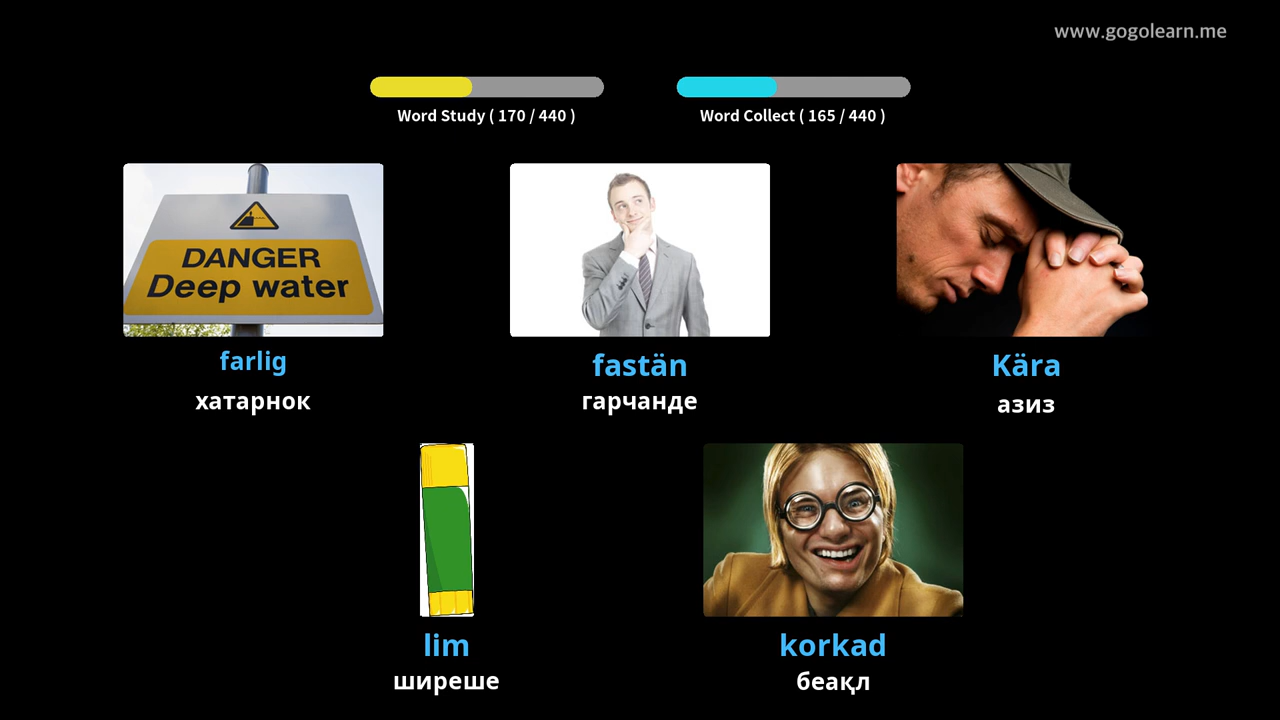 www.gogolearn.me
Word Study ( 170 / 440 )
Word Collect ( 165 / 440 )
DANGER
Deep water
farlig
хатарнок
fastän
гарчанде
Kära
азиз
lim
ширеше
korkad
беақл